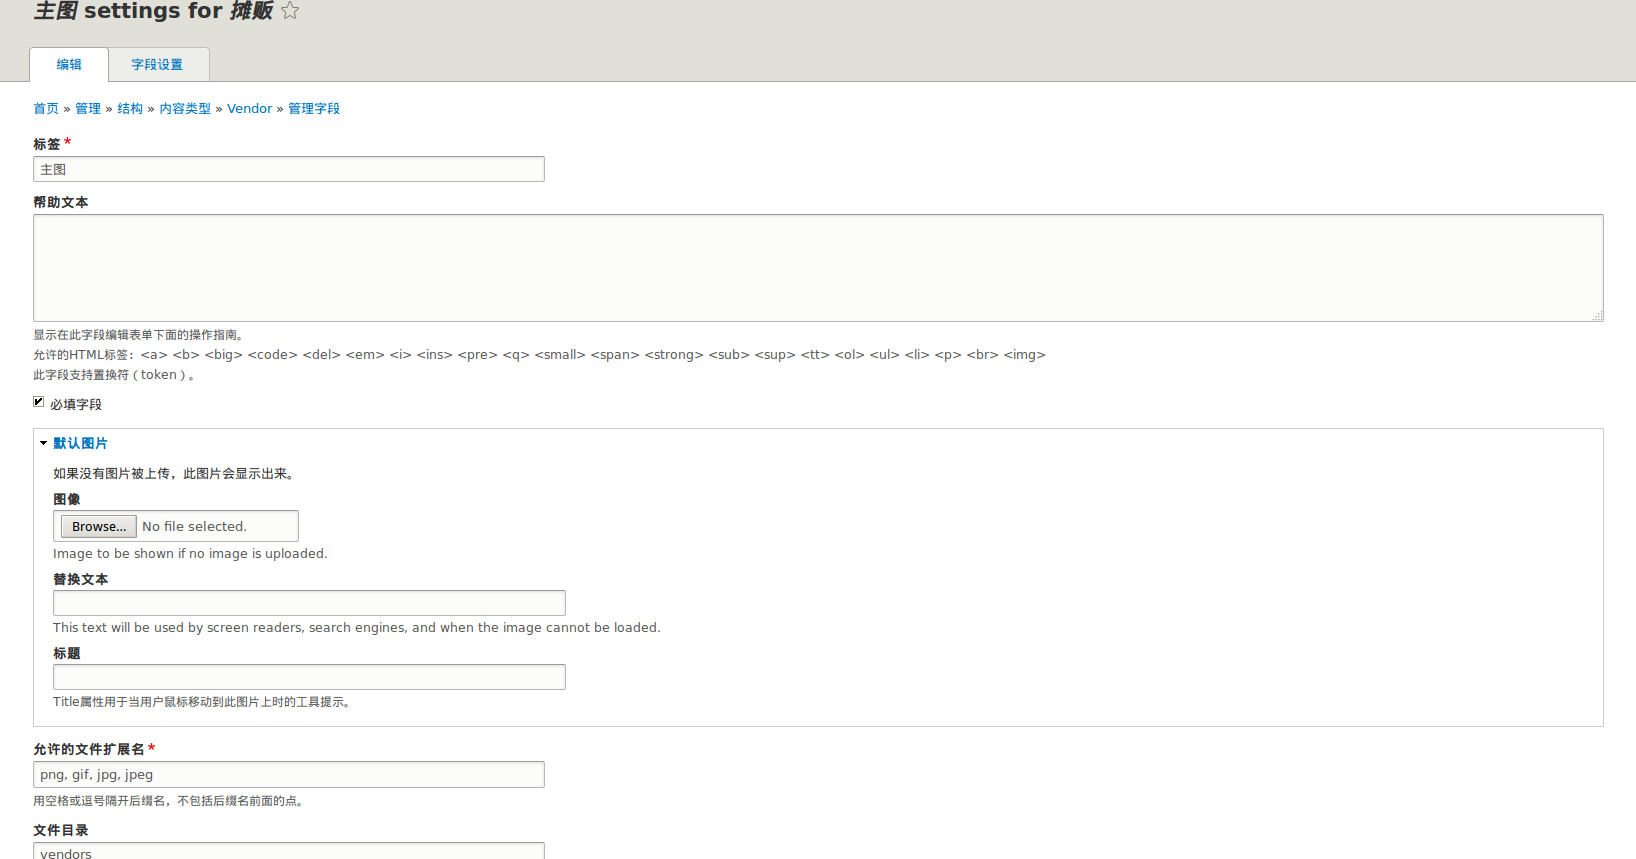 主图 settings for 摊贩
编辑 字段设置
首页 » 管理 » 结构 » 内容类型 » Vendor » 管理字段
标签 *
主图
帮助文本
显示在此字段编辑表单下面的操作指南。
允许的HTML标签：<a> <b> <big> <code> <del> <em> <i> <ins> <pre> <q> <small> <span> <strong> <sub> <sup> <tt> <ol> <ul> <li> <p> <br> <img>
此字段支持置换符（token）。
必填字段
默认图片
如果没有图片被上传，此图片会显示出来。
图像
Browse... No file selected.
Image to be shown if no image is uploaded.
替换文本
This text will be used by screen readers, search engines, and when the image cannot be loaded.
标题
Title属性用于当用户鼠标移动到此图片上时的工具提示。
允许的文件扩展名 *
png, gif, jpg, jpeg
用空格或逗号隔开后缀名，不包括后缀名前面的点。
文件目录
vendors